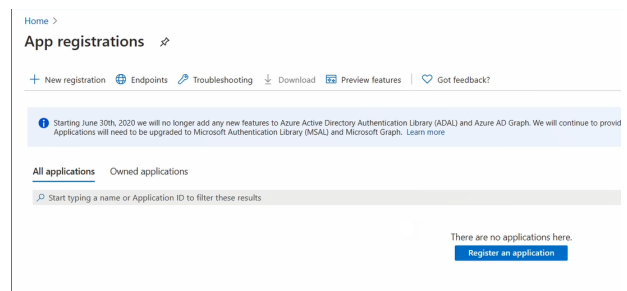 Home >
App registrations
New registration Endpoints Troubleshooting Download Preview features Got feedback?
Starting June 30th, 2020 we will no longer add any new features to Azure Active Directory Authentication Library (ADAL) and Azure AD Graph. We will continue to provid
Applications will need to be upgraded to Microsoft Authentication Library (MSAL) and Microsoft Graph. Learn more
All applications Owned applications
Start typing a name or Application ID to filter these results
There are no applications here.
Register an application